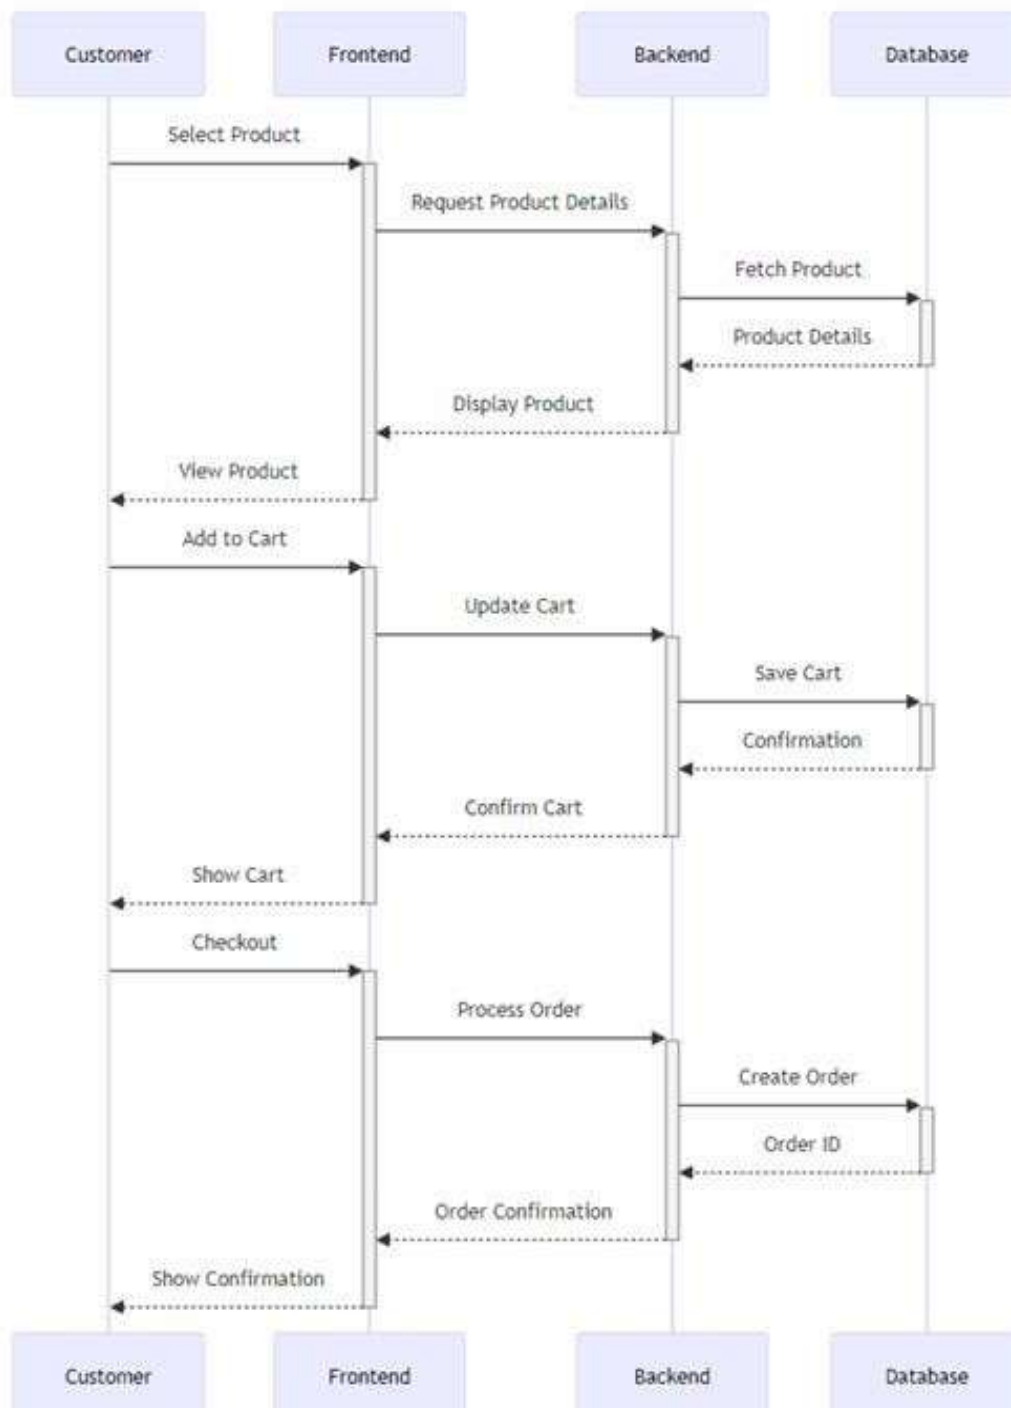 Customer
Frontend
Backend
Database
Select Product
Request Product Details
Fetch Product
Product Details
Display Product
View Product
Add to Cart
Update Cart
Save Cart
Confirmation
Confirm Cart
Show Cart
Checkout
Process Order
Create Order
Order ID
Order Confirmation
Show Confirmation
Customer
Frontend
Backend
Database